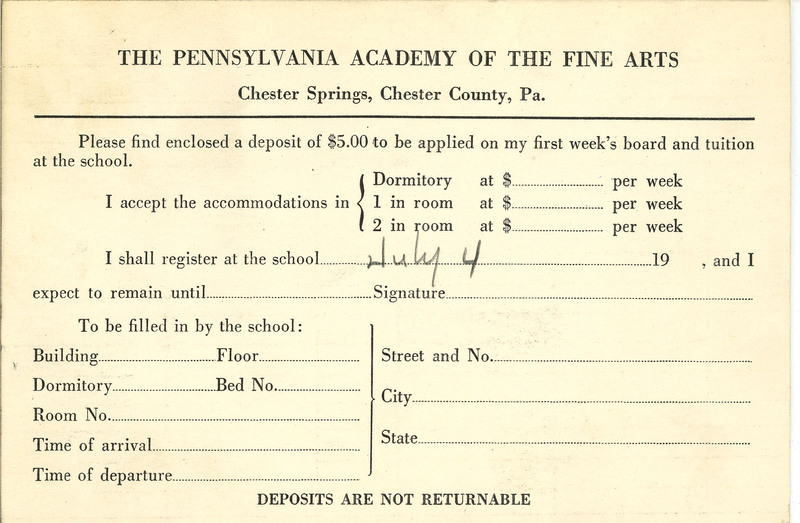 THE PENNSYLVANIA ACADEMY OF THE FINE ARTS
Chester Springs, Chester County, Pa.
Please find enclosed a deposit of $5.00 to be applied on my first week's board and tuition
at the school.
I accept the accommodations in
Dormitory at $ per week
1 in room at $ per week
2 in room at $ per week
I shall register at the school July 4 19 , and I
expect to remain until Signature
To be filled in by the school:
Building Floor
Dormitory Bed No.
Room No.
Time of arrival
Time of departure
Street and No.
City
State
DEPOSITS ARE NOT RETURNABLE